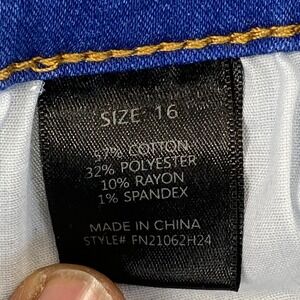 SIZE: 16
57% COTTON
32% POLYESTER
10% RAYON
1% SPANDEX
MADE IN CHINA
STYLE# FN21062H24